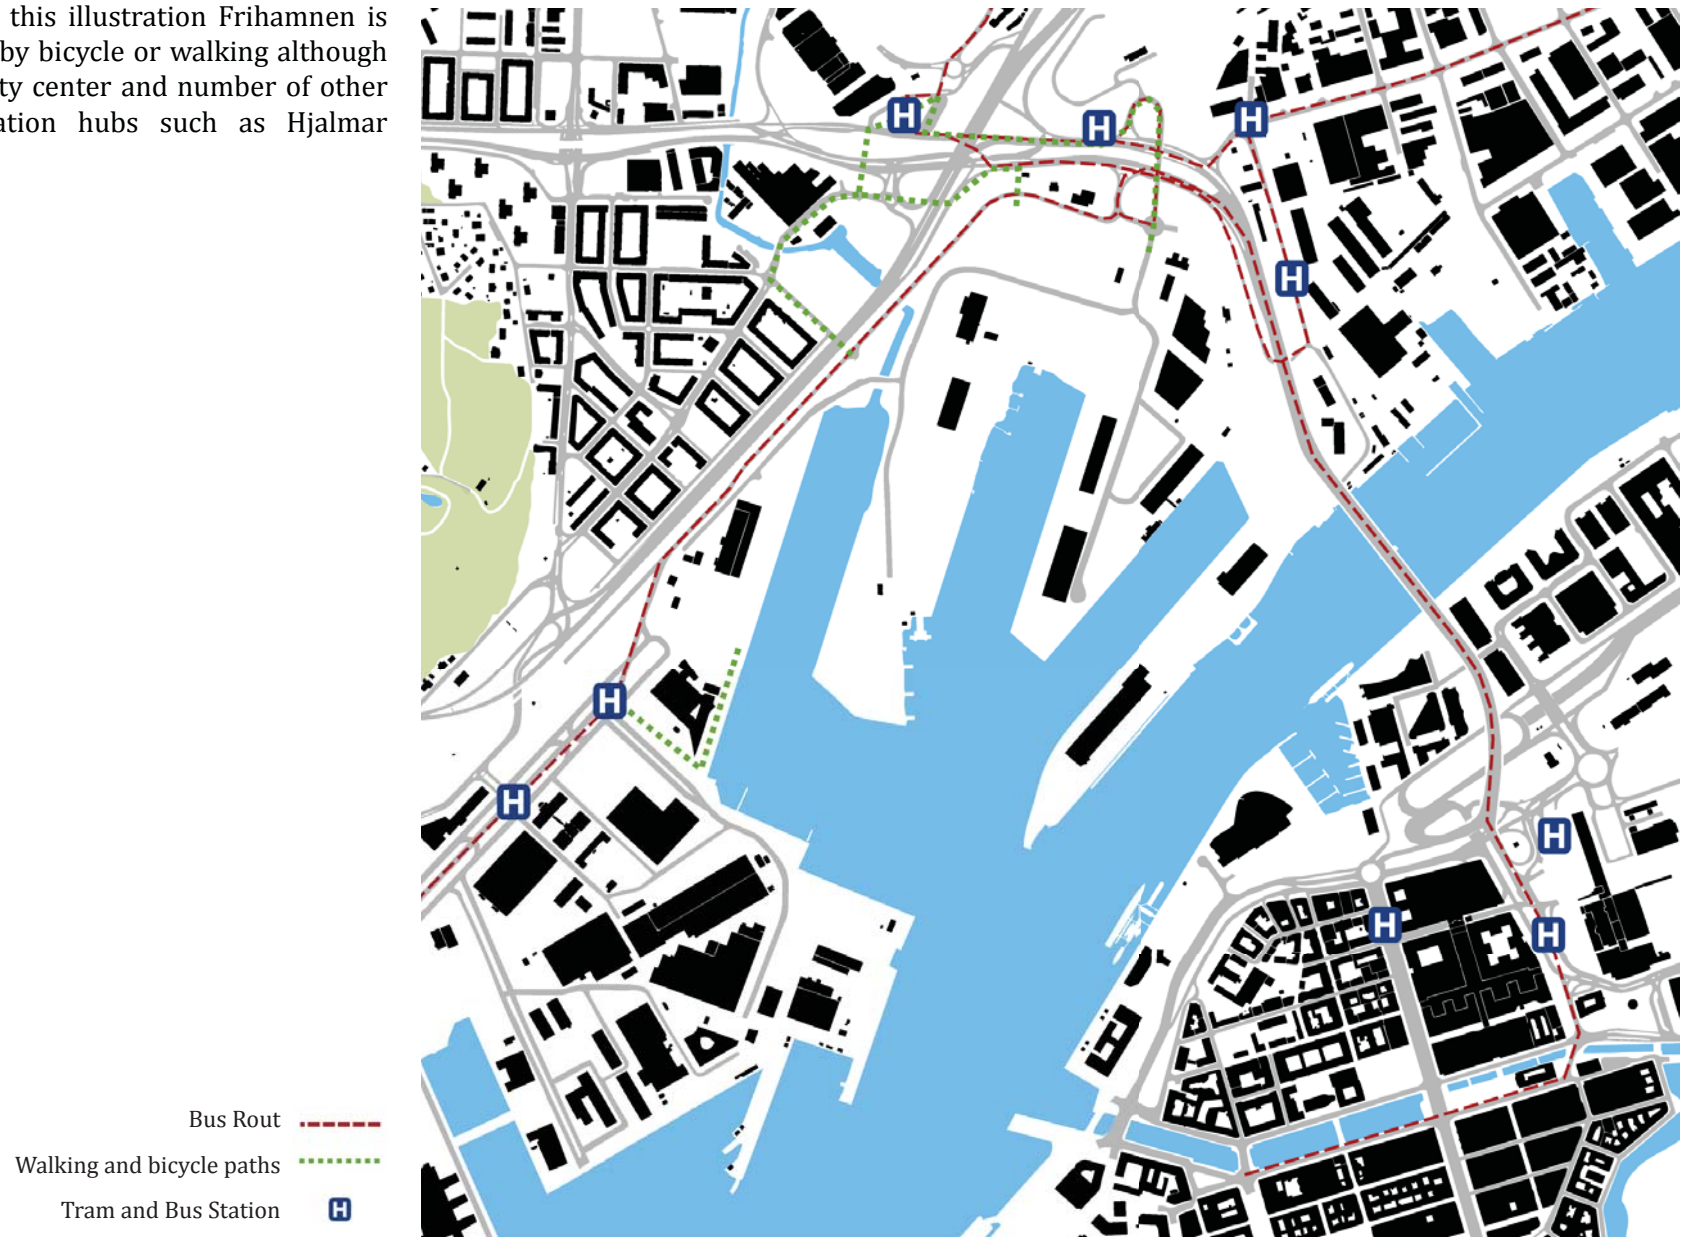 this illustration Frihamnen is
by bicycle or walking although
ty center and number of other
ation hubs such as Hjalmar
H
H
H
H
H
H
H
H
H
Bus Rout
Walking and bicycle paths
Tram and Bus Station H